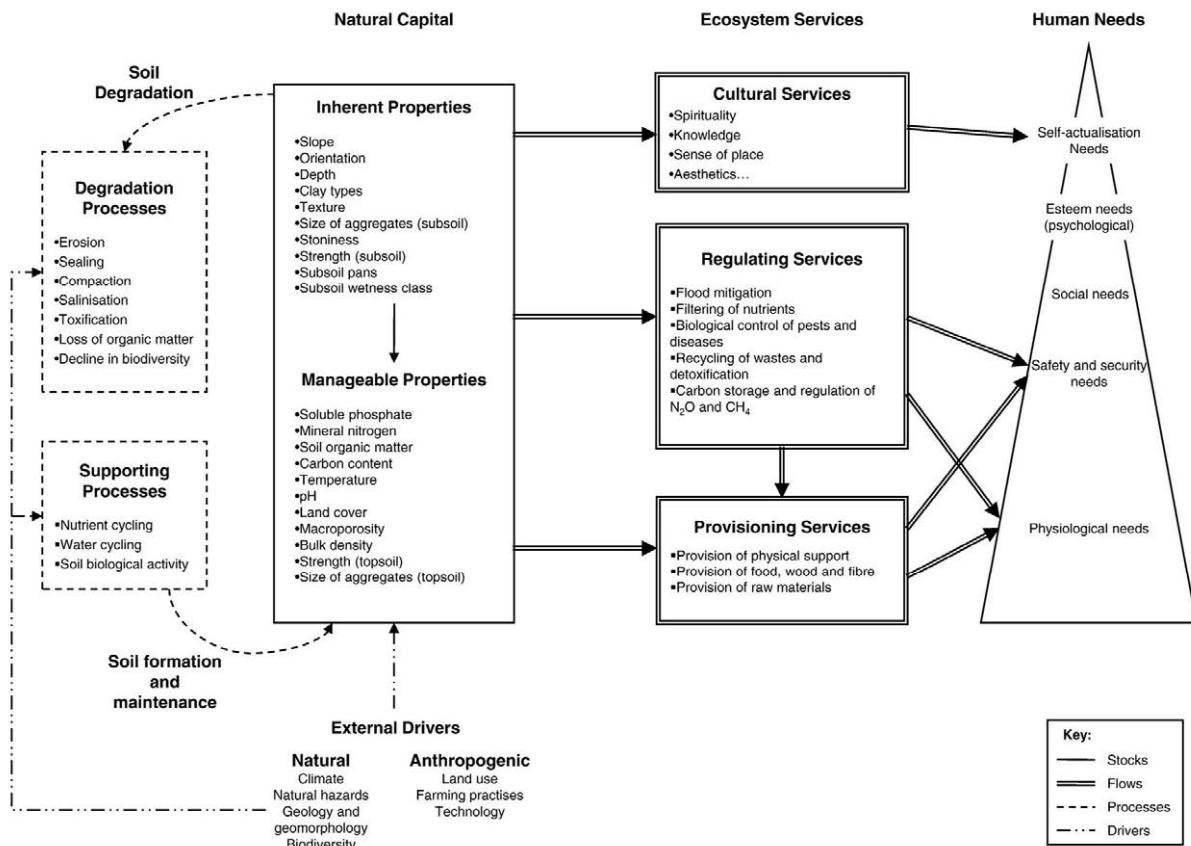 Natural Capital
Ecosystem Services
Human Needs
Soil
Degradation
Degradation
Processes
•Erosion
•Sealing
•Compaction
•Salinisation
•Toxification
•Loss of organic matter
•Decline in biodiversity
Supporting
Processes
▪Nutrient cycling
▪Water cycling
▪Soil biological activity
Soil formation
and
maintenance
Inherent Properties
•Slope
•Orientation
•Depth
•Clay types
•Texture
•Size of aggregates (subsoil)
•Stoniness
•Strength (subsoil)
•Subsoil pans
•Subsoil wetness class
Manageable Properties
•Soluble phosphate
•Mineral nitrogen
•Soil organic matter
•Carbon content
•Temperature
•pH
•Land cover
•Macroporosity
•Bulk density
•Strength (topsoil)
•Size of aggregates (topsoil)
External Drivers
Natural
Climate
Natural hazards
Geology and
geomorphology
Biodiversity
Anthropogenic
Land use
Farming practises
Technology
Cultural Services
•Spirituality
•Knowledge
•Sense of place
•Aesthetics…
Regulating Services
▪Flood mitigation
▪Filtering of nutrients
▪Biological control of pests and
diseases
▪Recycling of wastes and
detoxification
▪Carbon storage and regulation of
N₂O and CH₄
Provisioning Services
▪Provision of physical support
▪Provision of food, wood and fibre
▪Provision of raw materials
Self-actualisation
Needs
Esteem needs
(psychological)
Social needs
Safety and security
needs
Physiological needs
Key:
Stocks
Flows
Processes
Drivers